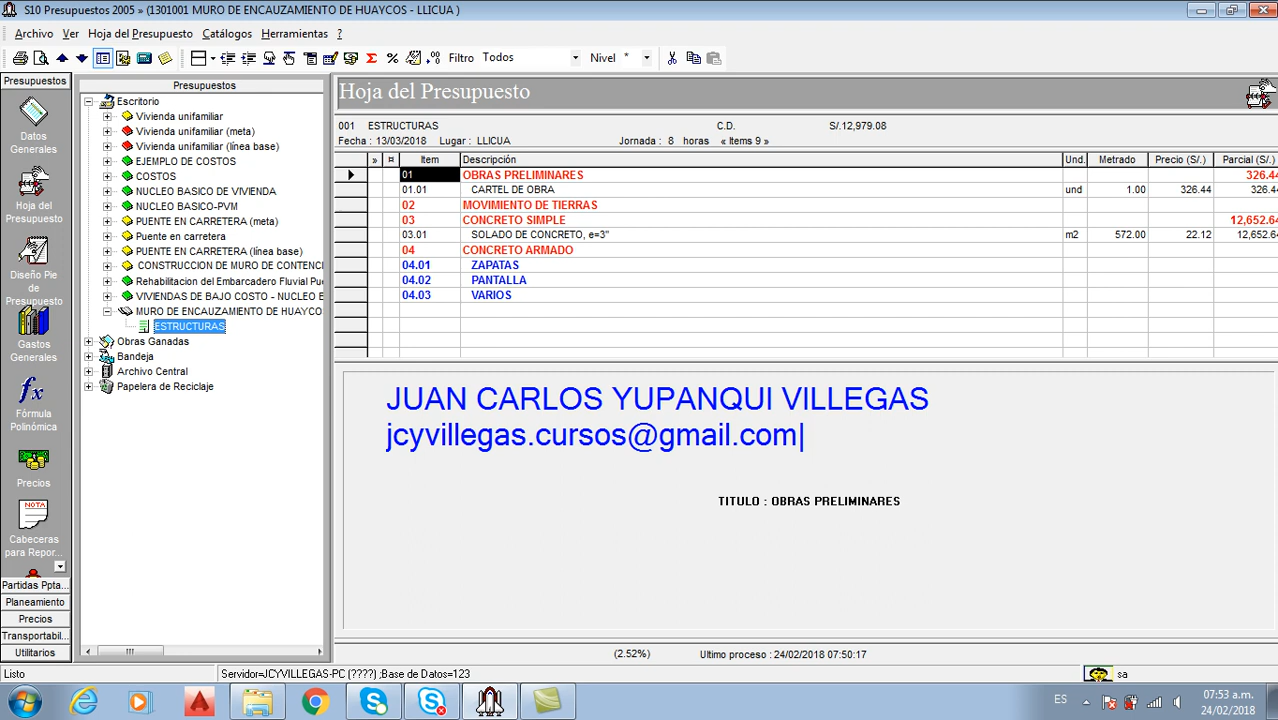 S10 Presupuestos 2005 » (1301001 MURO DE ENCAUZAMIENTO DE HUAYCOS - LLICUA )
Archivo Ver Hoja del Presupuesto Catálogos Herramientas ?
Filtro Todos Nivel *
Presupuestos
Datos Generales
Hoja del Presupuesto
Diseño Pie de Presupuesto
Gastos Generales
Fórmula Polinómica
Precios
NOTA
Cabeceras para Repor...
Partidas Ppta...
Planeamiento
Precios
Transportabil...
Utilitarios
Presupuestos
Escritorio
Vivienda unifamiliar
Vivienda unifamiliar (meta)
Vivienda unifamiliar (línea base)
EJEMPLO DE COSTOS
COSTOS
NUCLEO BASICO DE VIVIENDA
NUCLEO BASICO-PVM
PUENTE EN CARRETERA (meta)
Puente en carretera
PUENTE EN CARRETERA (línea base)
CONSTRUCCION DE MURO DE CONTENC
Rehabilitacion del Embarcadero Fluvial Pue
VIVIENDAS DE BAJO COSTO - NUCLEO E
MURO DE ENCAUZAMIENTO DE HUAYCO
ESTRUCTURAS
Obras Ganadas
Bandeja
Archivo Central
Papelera de Reciclaje
Hoja del Presupuesto
001 ESTRUCTURAS C.D. S/.12,979.08
Fecha : 13/03/2018 Lugar : LLICUA Jornada : 8 horas « Items 9 »
» ¤ Item Descripción Und. Metrado Precio (S/.) Parcial (S/.)
01 OBRAS PRELIMINARES 326.44
01.01 CARTEL DE OBRA und 1.00 326.44 326.44
02 MOVIMIENTO DE TIERRAS
03 CONCRETO SIMPLE 12,652.64
03.01 SOLADO DE CONCRETO, e=3" m2 572.00 22.12 12,652.64
04 CONCRETO ARMADO
04.01 ZAPATAS
04.02 PANTALLA
04.03 VARIOS
JUAN CARLOS YUPANQUI VILLEGAS
jcyvillegas.cursos@gmail.com
TITULO : OBRAS PRELIMINARES
(2.52%) Ultimo proceso : 24/02/2018 07:50:17
Listo Servidor=JCYVILLEGAS-PC (????) ;Base de Datos=123 sa
ES 07:53 a.m.
24/02/2018